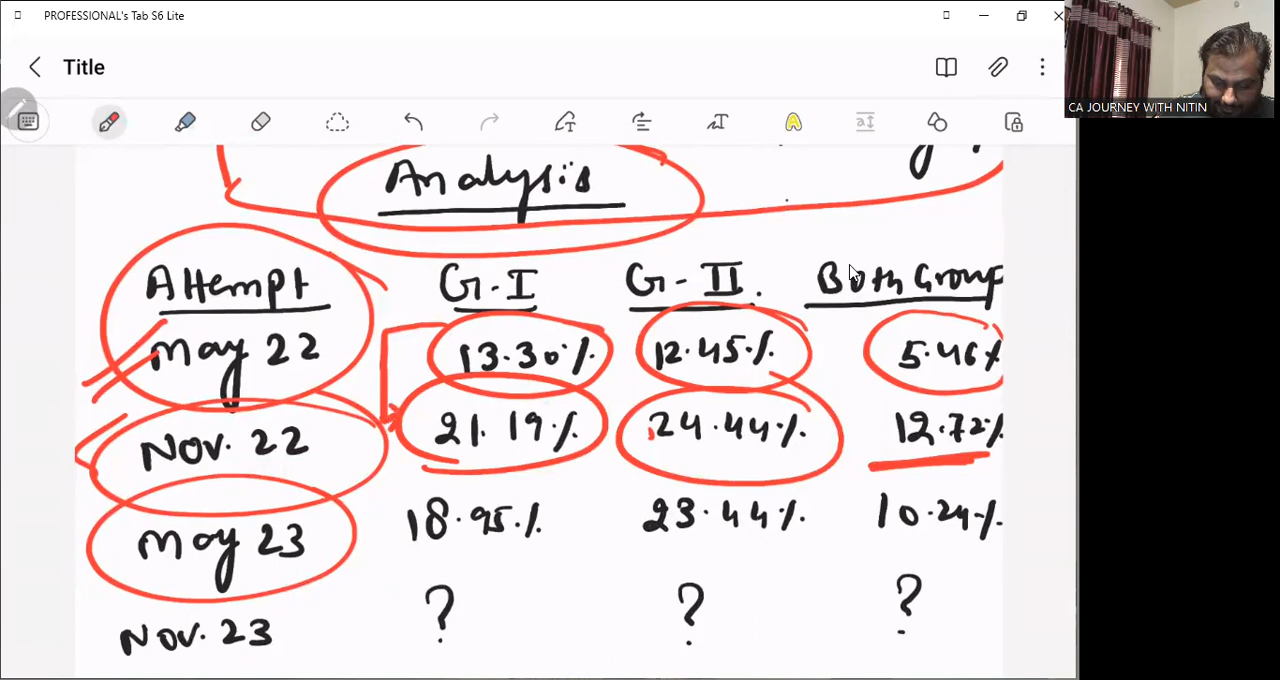 PROFESSIONAL's Tab S6 Lite
Title
CA JOURNEY WITH NITIN
Analysis
Attempt G-I G-II. Both Group
May 22 13.30% 12.45% 5.46%
Nov. 22 21.19% 24.44% 12.72%
May 23 18.95% 23.44% 10.24%
Nov. 23 ? ? ?